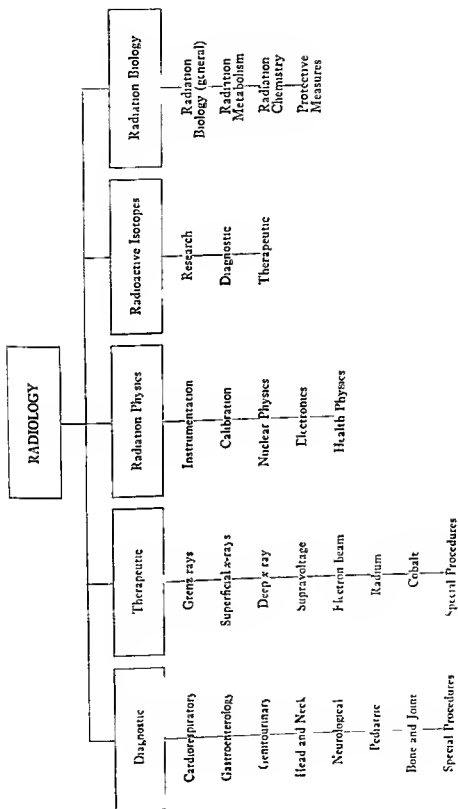 RADIOLOGY
Diagnostic
Cardiorespiratory
Gastroenterology
Genitourinary
Head and Neck
Neurological
Pediatric
Bone and Joint
Special Procedures
Therapeutic
Grenz rays
Superficial x-rays
Deep x ray
Supravoltage
Electron beam
Radium
Cobalt
Special Procedures
Radiation Physics
Instrumentation
Calibration
Nuclear Physics
Electronics
Health Physics
Radioactive Isotopes
Research
Diagnostic
Therapeutic
Radiation Biology
Radiation
Biology (general)
Radiation
Metabolism
Radiation
Chemistry
Protective
Measures